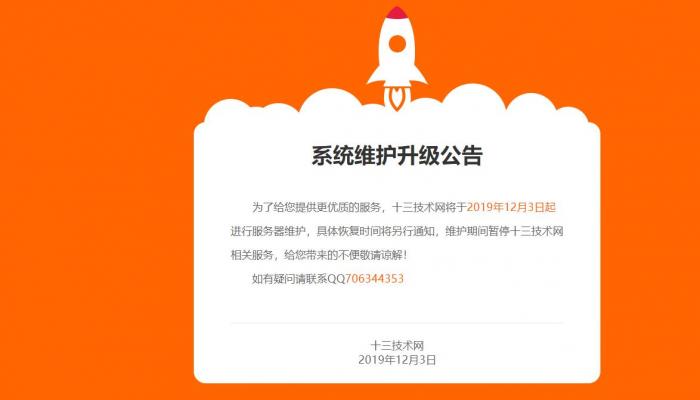 系统维护升级公告
为了给您提供更优质的服务，十三技术网将于2019年12月3日起
进行服务器维护，具体恢复时间将另行通知，维护期间暂停十三技术网
相关服务，给您带来的不便敬请谅解！
如有疑问请联系QQ706344353
十三技术网
2019年12月3日